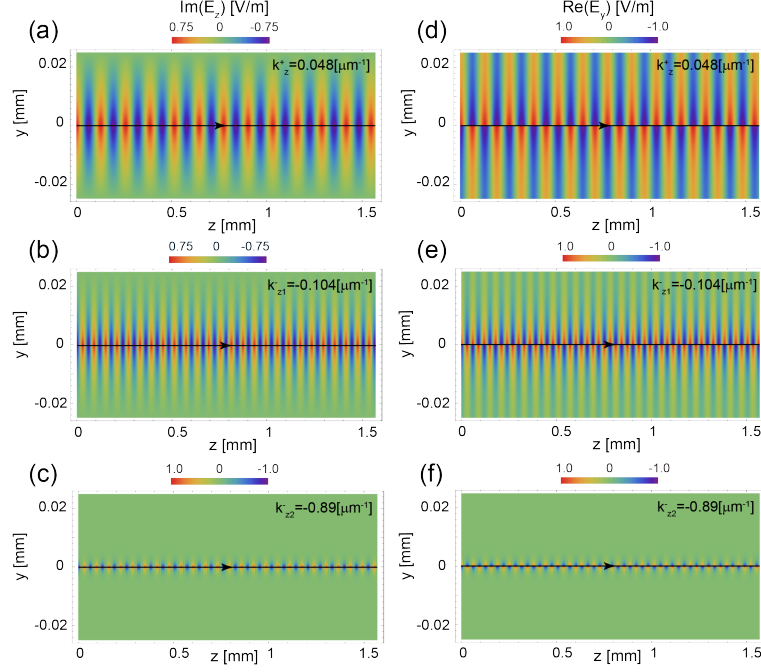 Im(E_z) [V/m]
0.75 0 -0.75
(a)
k⁺_z=0.048[μm⁻¹]
0.02
0
-0.02
y [mm]
0 0.5 1 1.5
z [mm]
Re(E_y) [V/m]
1.0 0 -1.0
(d)
k⁺_z=0.048[μm⁻¹]
0.02
0
-0.02
y [mm]
0 0.5 1 1.5
z [mm]
0.75 0 -0.75
(b)
k⁻_z1=-0.104[μm⁻¹]
0.02
0
-0.02
y [mm]
0 0.5 1 1.5
z [mm]
1.0 0 -1.0
(e)
k⁻_z1=-0.104[μm⁻¹]
0.02
0
-0.02
y [mm]
0 0.5 1 1.5
z [mm]
1.0 0 -1.0
(c)
k⁻_z2=-0.89[μm⁻¹]
0.02
0
-0.02
y [mm]
0 0.5 1 1.5
z [mm]
1.0 0 -1.0
(f)
k⁻_z2=-0.89[μm⁻¹]
0.02
0
-0.02
y [mm]
0 0.5 1 1.5
z [mm]